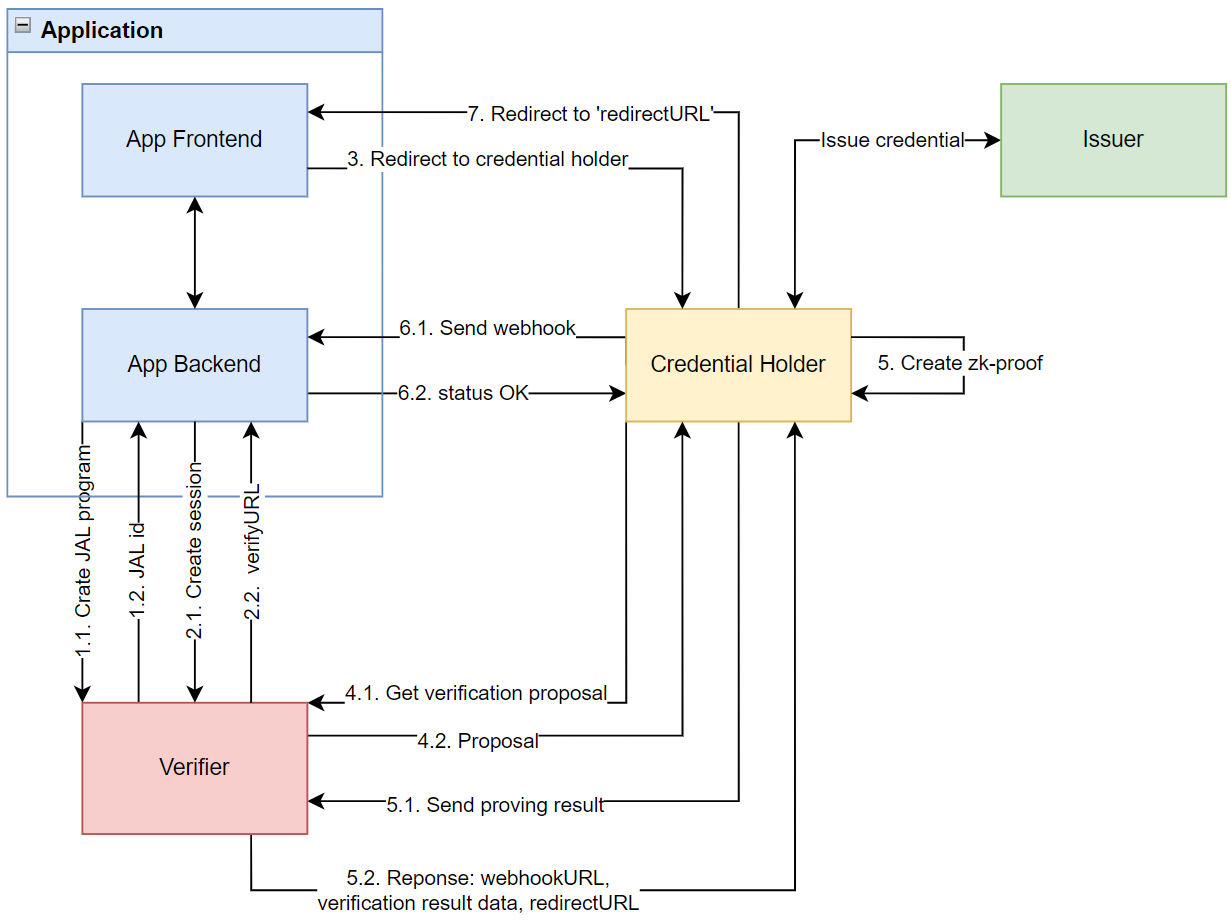 Application
App Frontend
7. Redirect to 'redirectURL'
3. Redirect to credential holder
Issue credential
Issuer
App Backend
6.1. Send webhook
6.2. status OK
Credential Holder
5. Create zk-proof
1.1. Crate JAL program
1.2. JAL id
2.1. Create session
2.2. verifyURL
4.1. Get verification proposal
4.2. Proposal
Verifier
5.1. Send proving result
5.2. Reponse: webhookURL,
verification result data, redirectURL